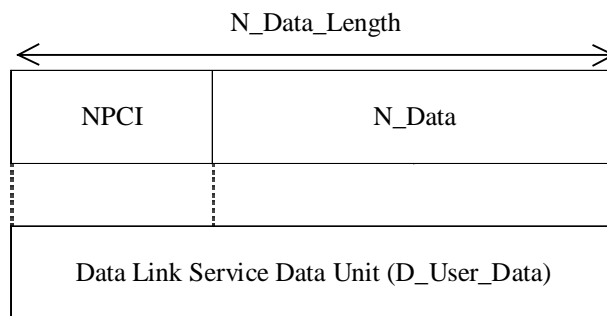 N_Data_Length
NPCI
N_Data
Data Link Service Data Unit (D_User_Data)